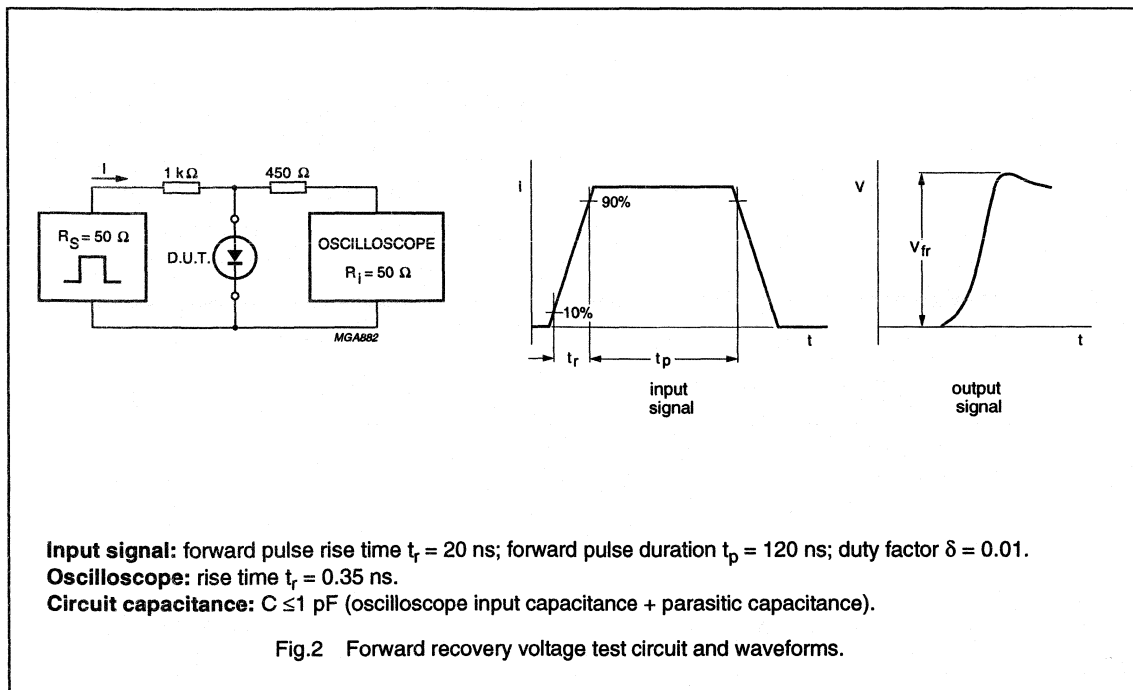 I
1 kΩ
450 Ω
R_S = 50 Ω
D.U.T.
OSCILLOSCOPE
R_i = 50 Ω
MGA882
i
90%
10%
t
t_r
t_p
input
signal
V
V_fr
t
output
signal
Input signal: forward pulse rise time t_r = 20 ns; forward pulse duration t_p = 120 ns; duty factor δ = 0.01.
Oscilloscope: rise time t_r = 0.35 ns.
Circuit capacitance: C ≤1 pF (oscilloscope input capacitance + parasitic capacitance).
Fig.2 Forward recovery voltage test circuit and waveforms.